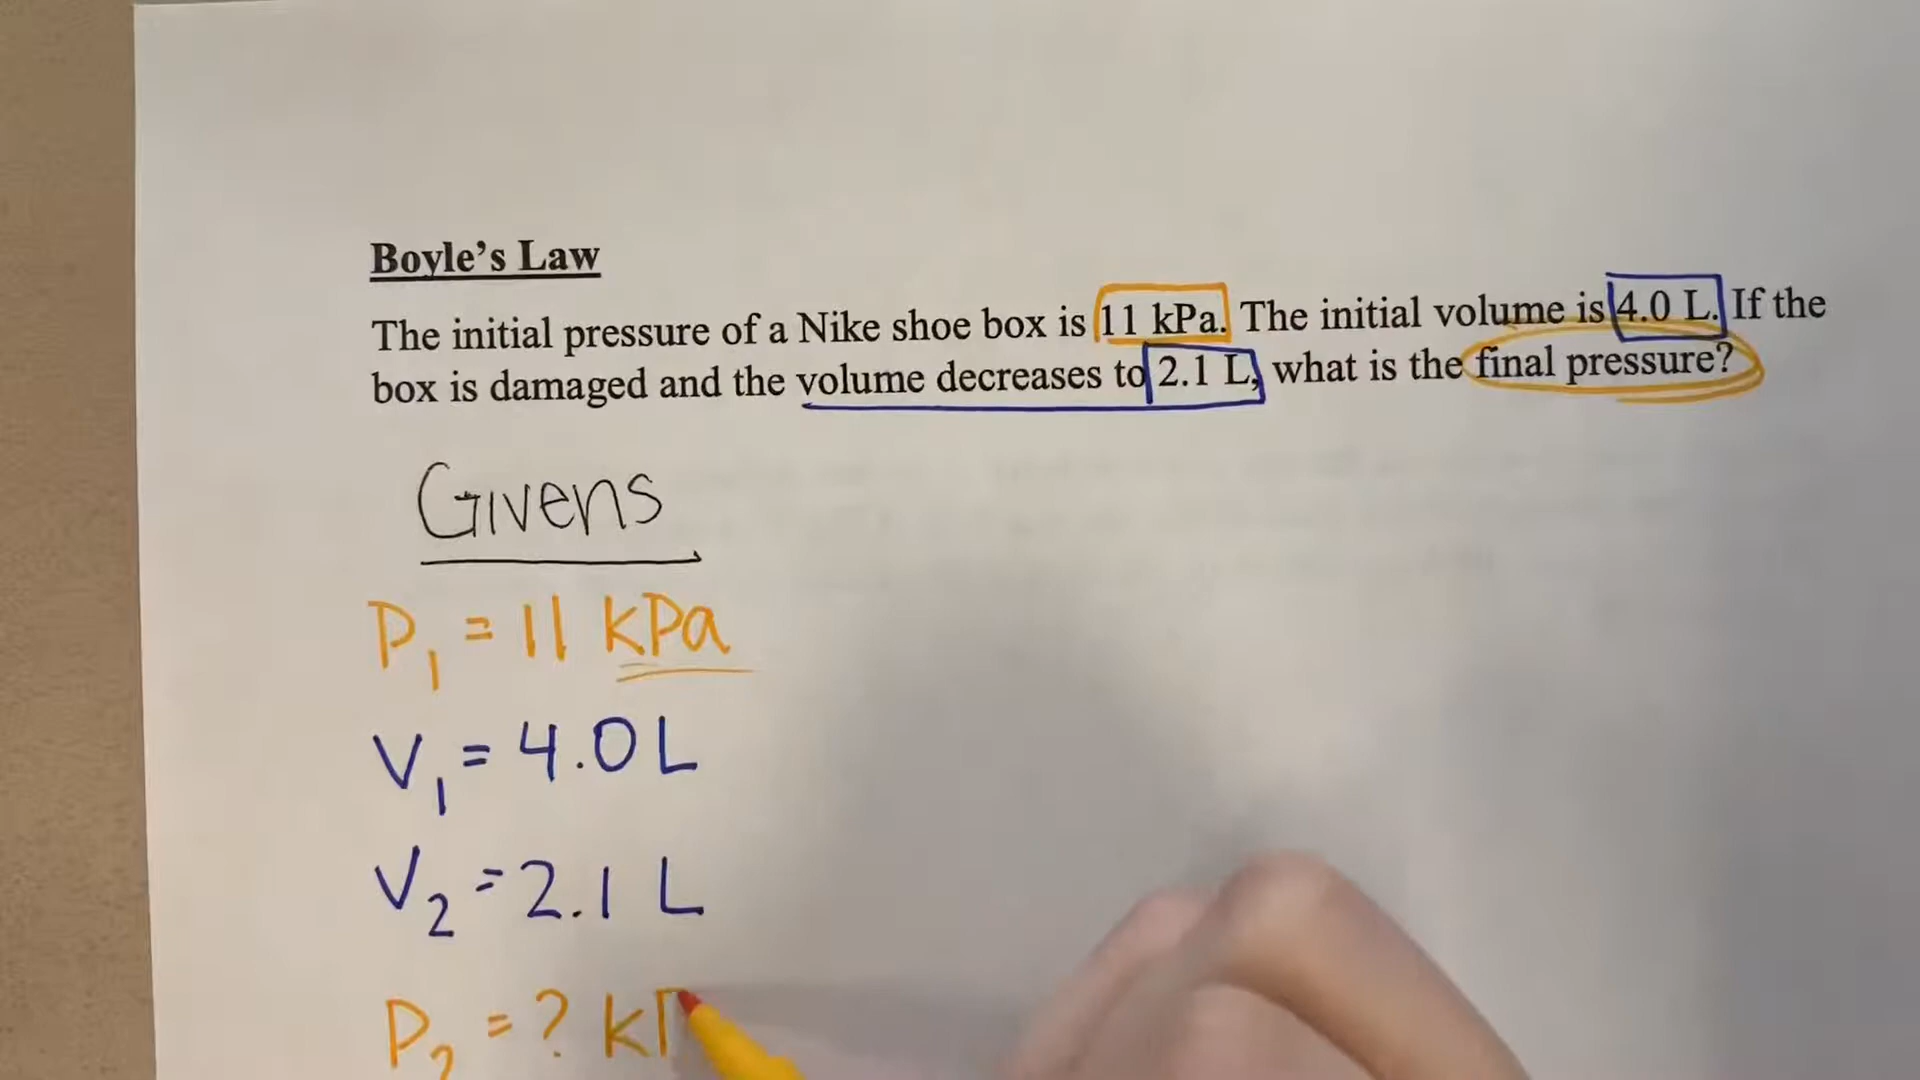 Boyle's Law
The initial pressure of a Nike shoe box is 11 kPa. The initial volume is 4.0 L. If the
box is damaged and the volume decreases to 2.1 L, what is the final pressure?
Givens
P₁ = 11 kPa
V₁ = 4.0 L
V₂ = 2.1 L
P₂ = ? kP